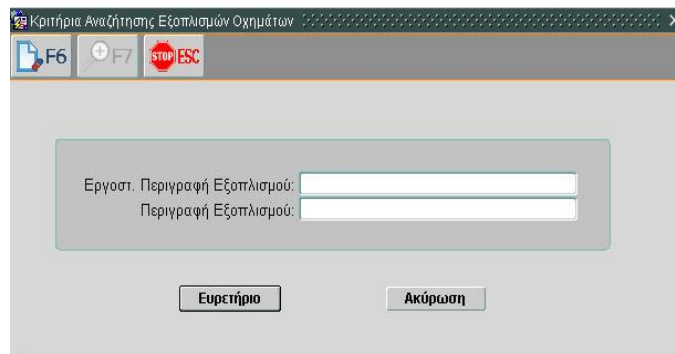 Κριτήρια Αναζήτησης Εξοπλισμών Οχημάτων
F6 F7 STOP ESC
Εργοστ. Περιγραφή Εξοπλισμού:
Περιγραφή Εξοπλισμού:
Ευρετήριο Ακύρωση